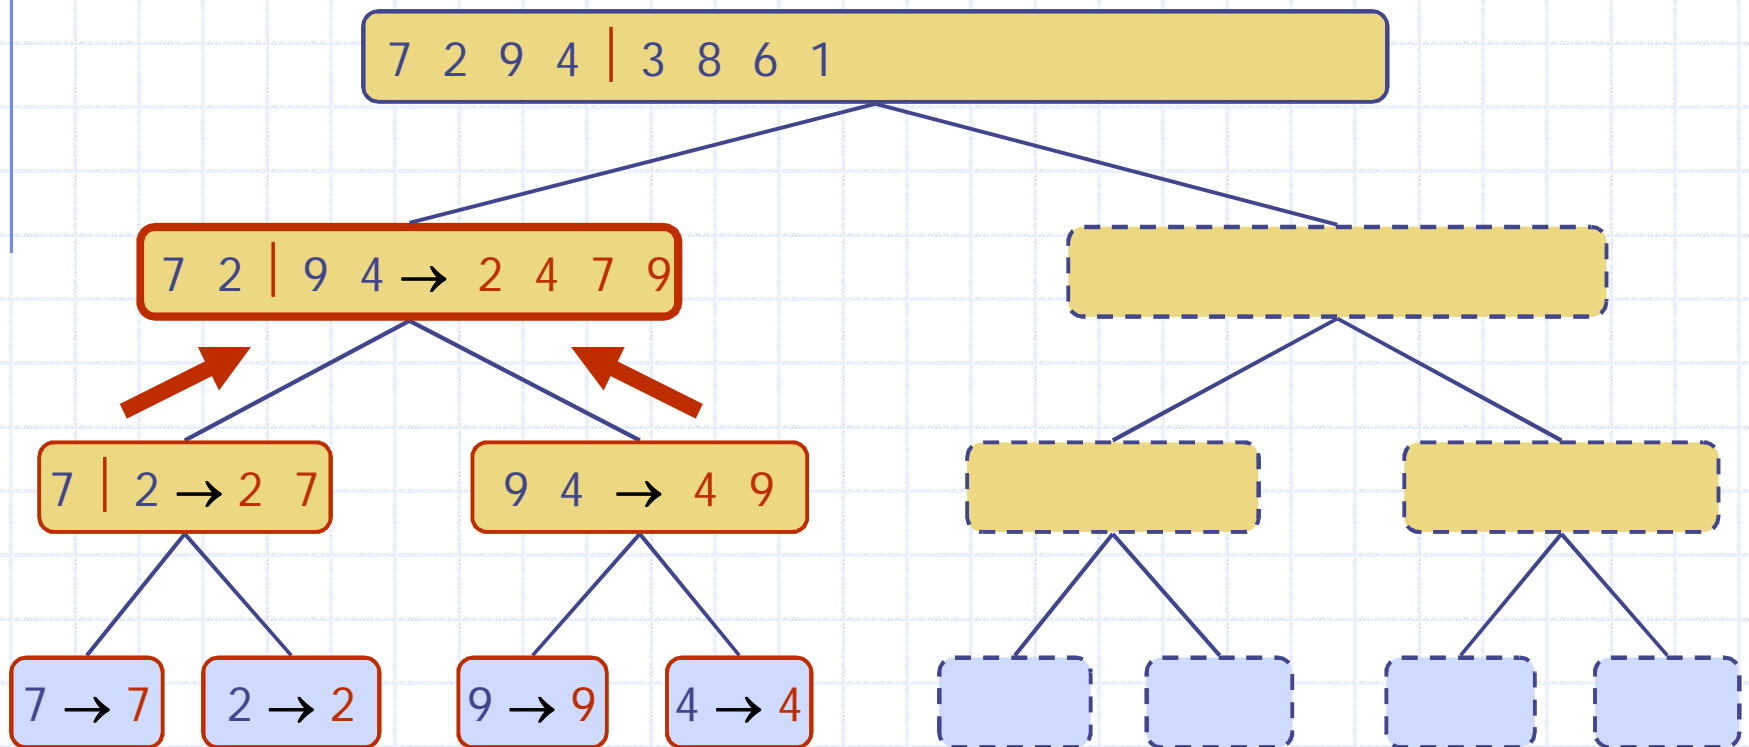 7 2 9 4 | 3 8 6 1
7 2 | 9 4 → 2 4 7 9
7 | 2 → 2 7
9 4 → 4 9
7 → 7
2 → 2
9 → 9
4 → 4